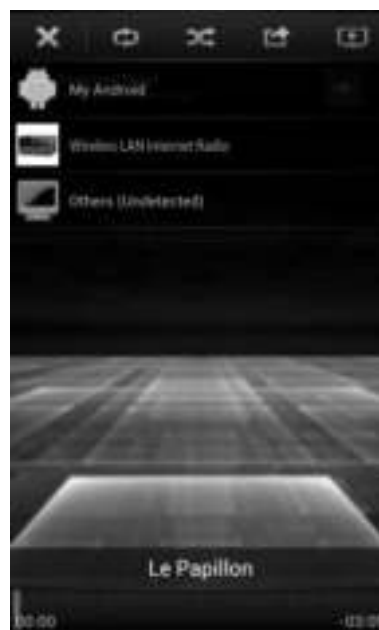 My Android
Wireless LAN Internet Radio
Others (Undetected)
Le Papillon
00:00